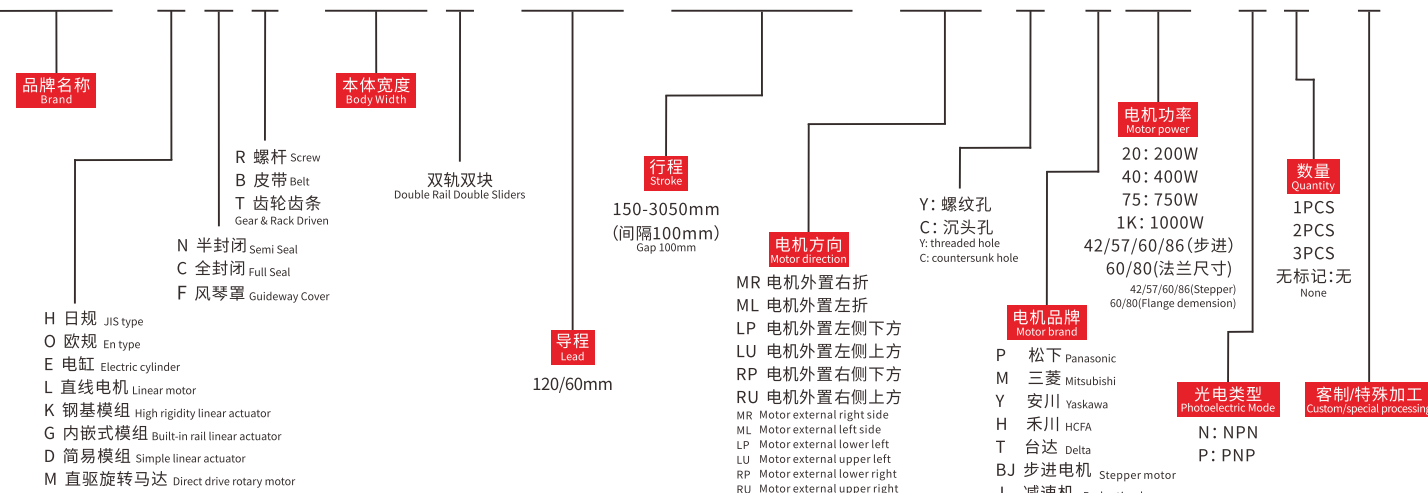 品牌名称
Brand
R 螺杆 Screw
B 皮带 Belt
T 齿轮齿条
Gear & Rack Driven
N 半封闭 Semi Seal
C 全封闭 Full Seal
F 风琴罩 Guideway Cover
H 日规 JIS type
O 欧规 En type
E 电缸 Electric cylinder
L 直线电机 Linear motor
K 钢基模组 High rigidity linear actuator
G 内嵌式模组 Built-in rail linear actuator
D 简易模组 Simple linear actuator
M 直驱旋转马达 Direct drive rotary motor
本体宽度
Body Width
双轨双块
Double Rail Double Sliders
导程
Lead
120/60mm
行程
Stroke
150-3050mm
(间隔100mm)
Gap 100mm
电机方向
Motor direction
MR 电机外置右折
ML 电机外置左折
LP 电机外置左侧下方
LU 电机外置左侧上方
RP 电机外置右侧下方
RU 电机外置右侧上方
MR Motor external right side
ML Motor external left side
LP Motor external lower left
LU Motor external upper left
RP Motor external lower right
RU Motor external upper right
Y: 螺纹孔
C: 沉头孔
Y: threaded hole
C: countersunk hole
电机品牌
Motor brand
P 松下 Panasonic
M 三菱 Mitsubishi
Y 安川 Yaskawa
H 禾川 HCFA
T 台达 Delta
BJ 步进电机 Stepper motor
J 减速机
电机功率
Motor power
20: 200W
40: 400W
75: 750W
1K: 1000W
42/57/60/86(步进)
60/80(法兰尺寸)
42/57/60/86(Stepper)
60/80(Flange demension)
光电类型
Photoelectric Mode
N: NPN
P: PNP
数量
Quantity
1PCS
2PCS
3PCS
无标记:无
None
客制/特殊加工
Custom/special processing